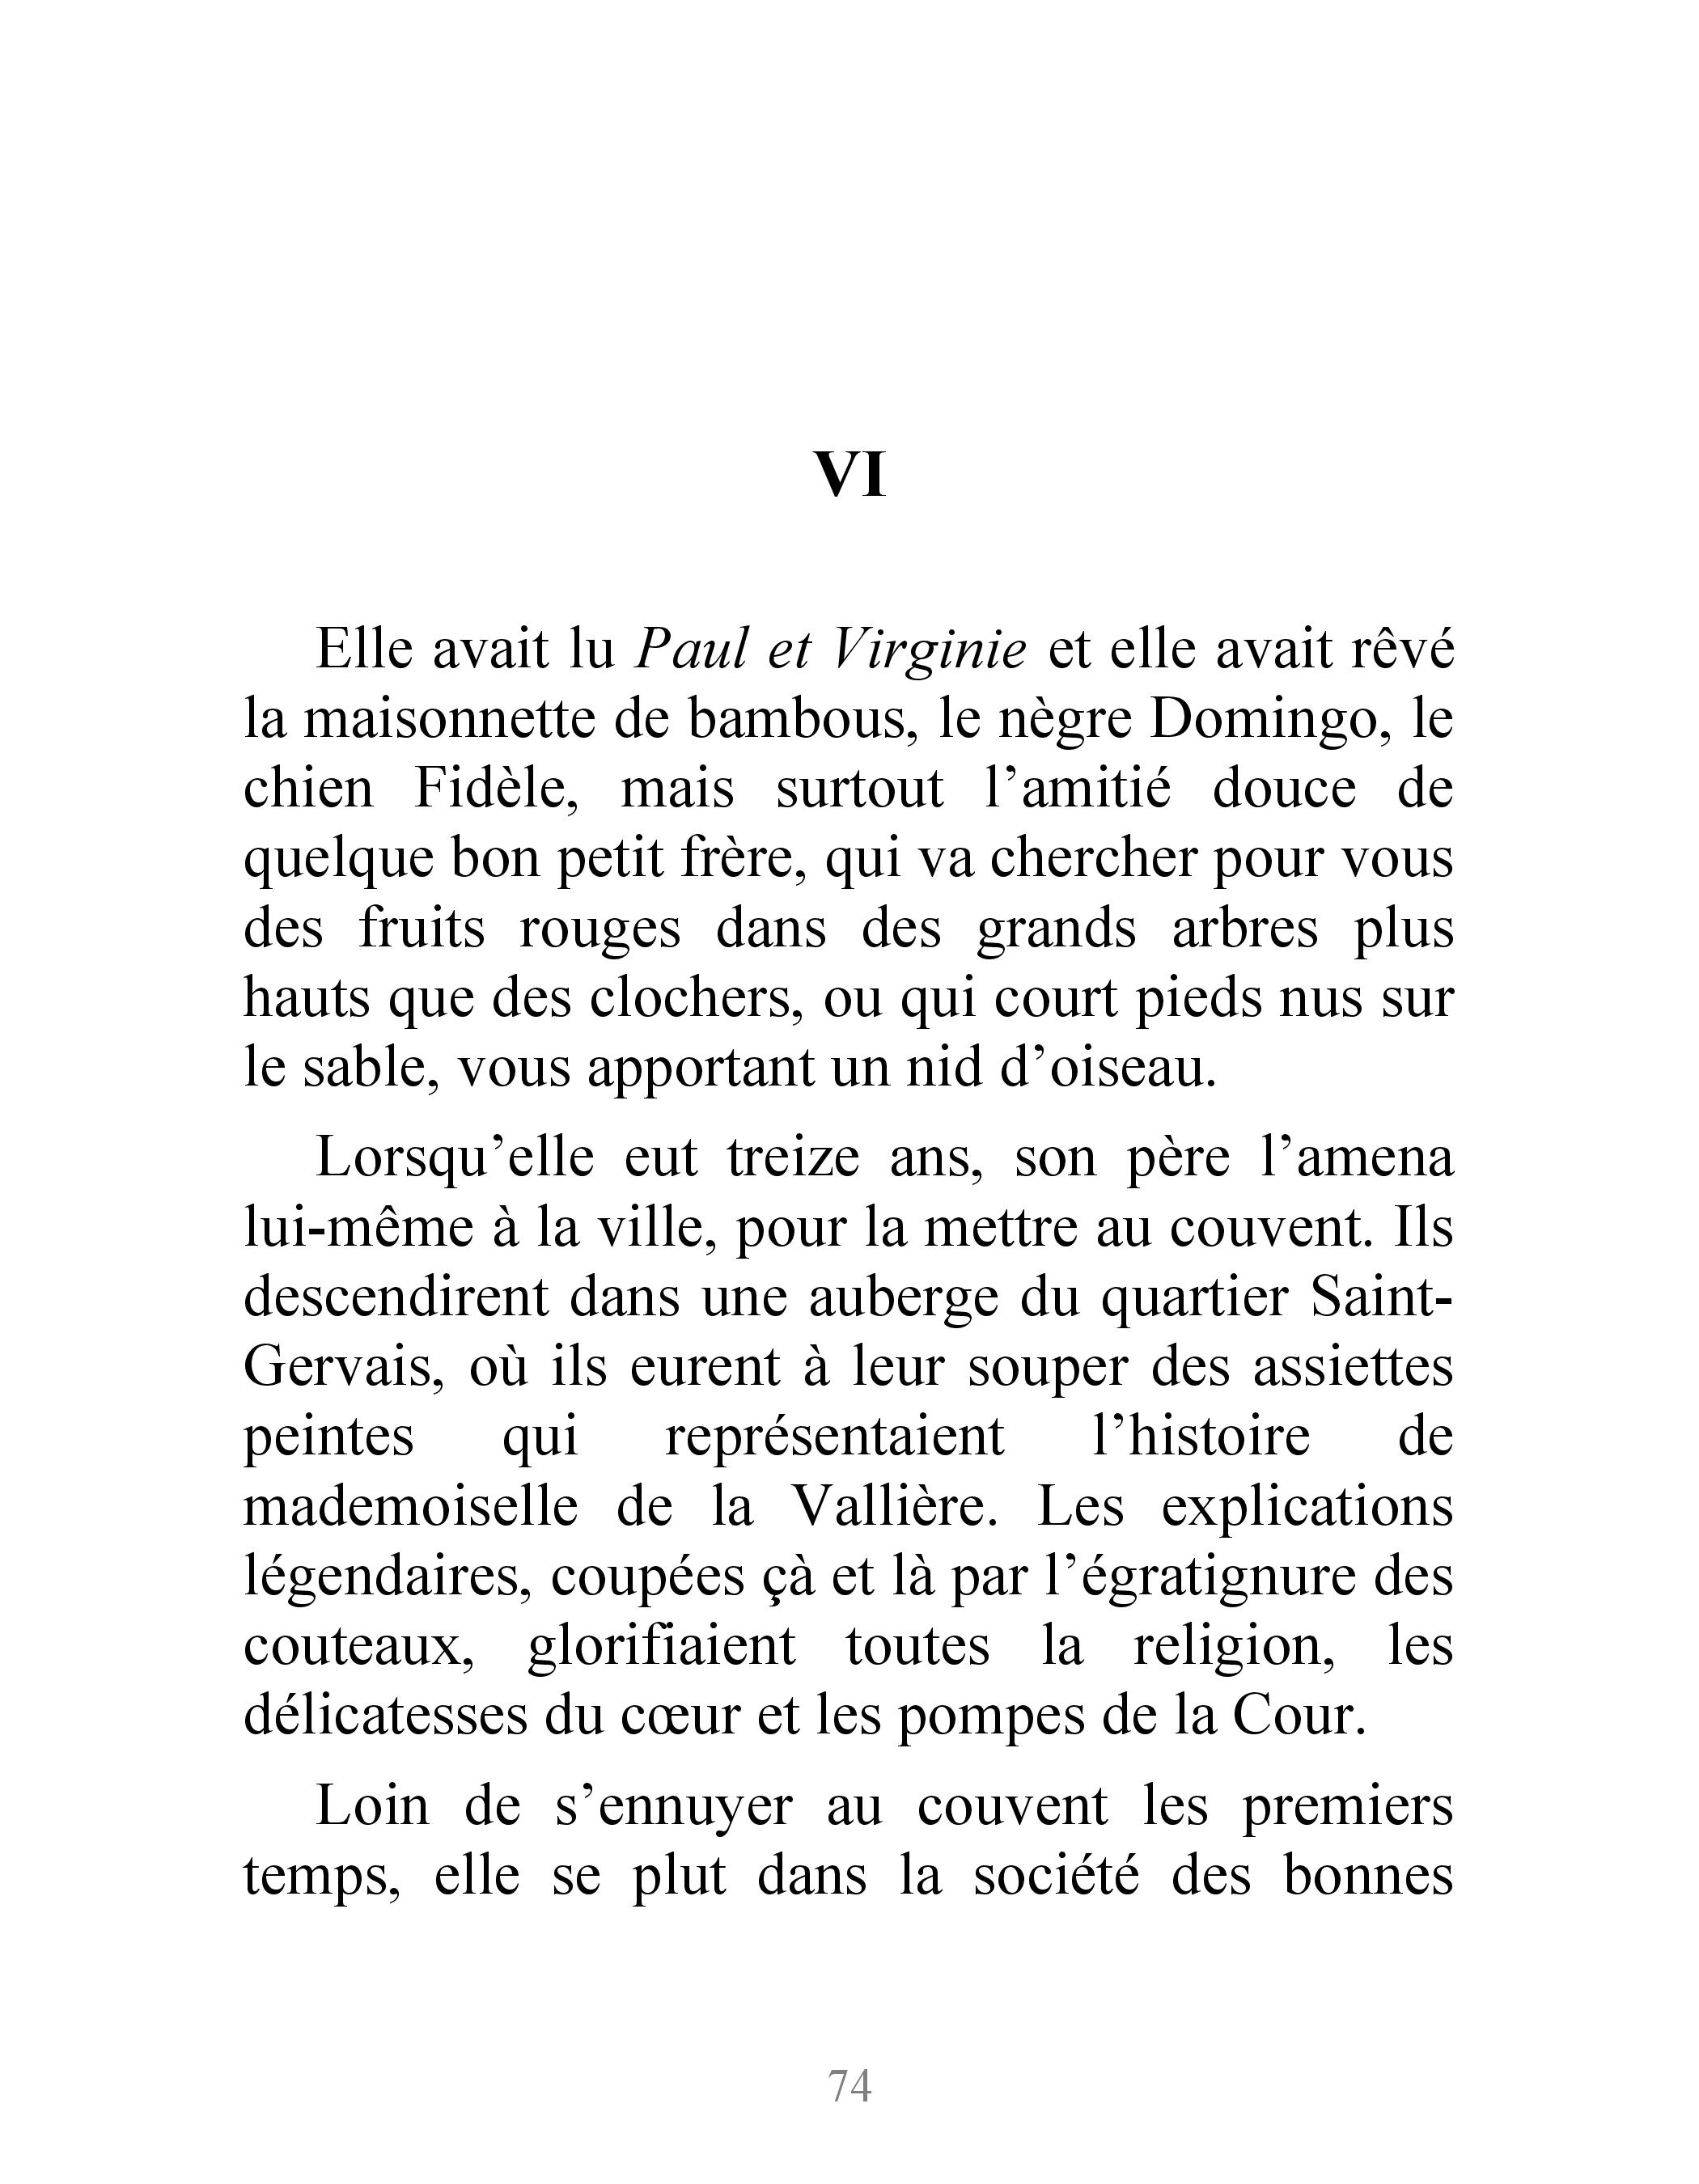 VI
Elle avait lu Paul et Virginie et elle avait rêvé
la maisonnette de bambous, le nègre Domingo, le
chien Fidèle, mais surtout l’amitié douce de
quelque bon petit frère, qui va chercher pour vous
des fruits rouges dans des grands arbres plus
hauts que des clochers, ou qui court pieds nus sur
le sable, vous apportant un nid d’oiseau.
Lorsqu’elle eut treize ans, son père l’amena
lui-même à la ville, pour la mettre au couvent. Ils
descendirent dans une auberge du quartier Saint-
Gervais, où ils eurent à leur souper des assiettes
peintes qui représentaient l’histoire de
mademoiselle de la Vallière. Les explications
légendaires, coupées çà et là par l’égratignure des
couteaux, glorifiaient toutes la religion, les
délicatesses du cœur et les pompes de la Cour.
Loin de s’ennuyer au couvent les premiers
temps, elle se plut dans la société des bonnes
74